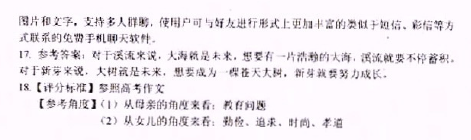 图片和文字，支持多人群聊，使用户可与好友进行形式上更加丰富的类似于短信、彩信等方
式联系的免费手机聊天软件。
17. 参考答案：对于溪流来说，大海就是未来，想要有一片浩瀚的大海，溪流就要不停蓄积。
对于新芽来说，大树就是未来，想要成为一棵苍天大树，新芽就要努力成长。
18.【评分标准】参照高考作文
【参考角度】（1）从母亲的角度来看：教育问题
（2）从女儿的角度来看：勤俭、追求、时尚、孝道